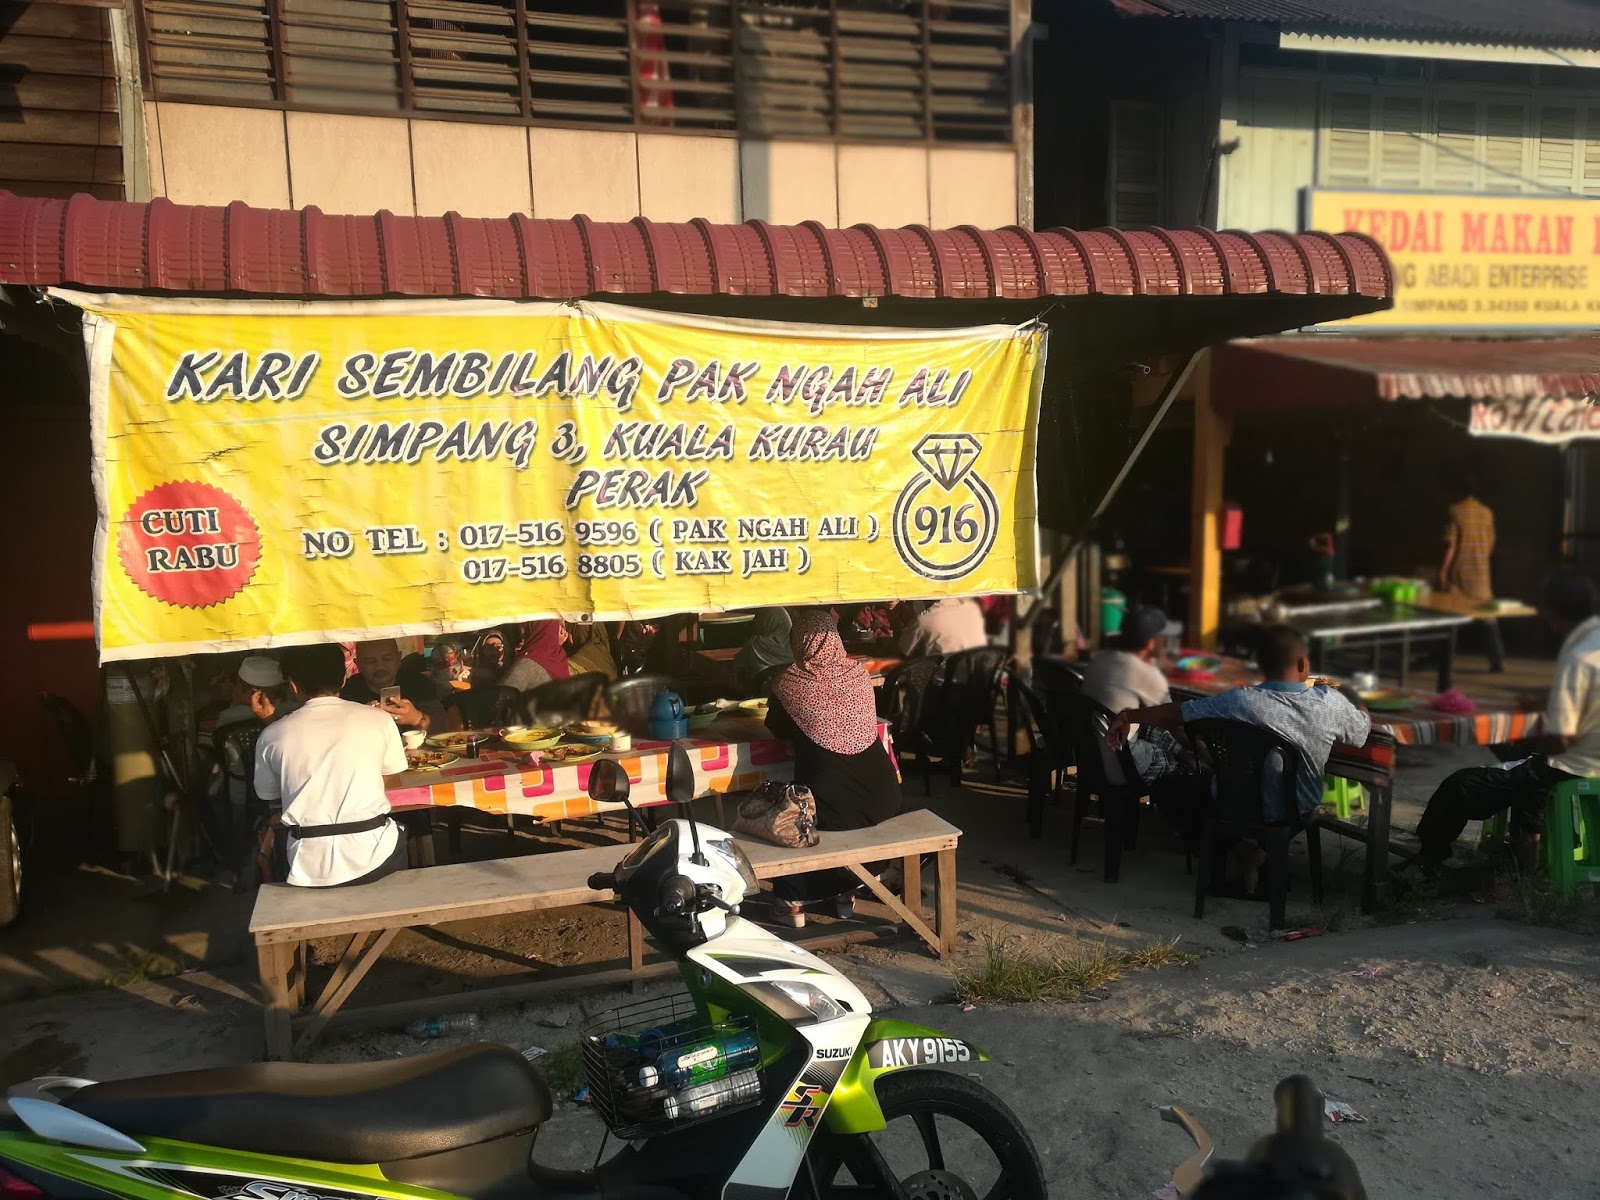 KARI SEMBILANG PAK NGAH ALI
SIMPANG 3, KUALA KURAU
PERAK
NO TEL : 017-516 9596 ( PAK NGAH ALI )
017-516 8805 ( KAK JAH )
CUTI
RABU
916
KEDAI MAKAN
ABADI ENTERPRISE
SIMPANG 3,34350 KUALA
ROTI
SUZUKI
AKY 9155